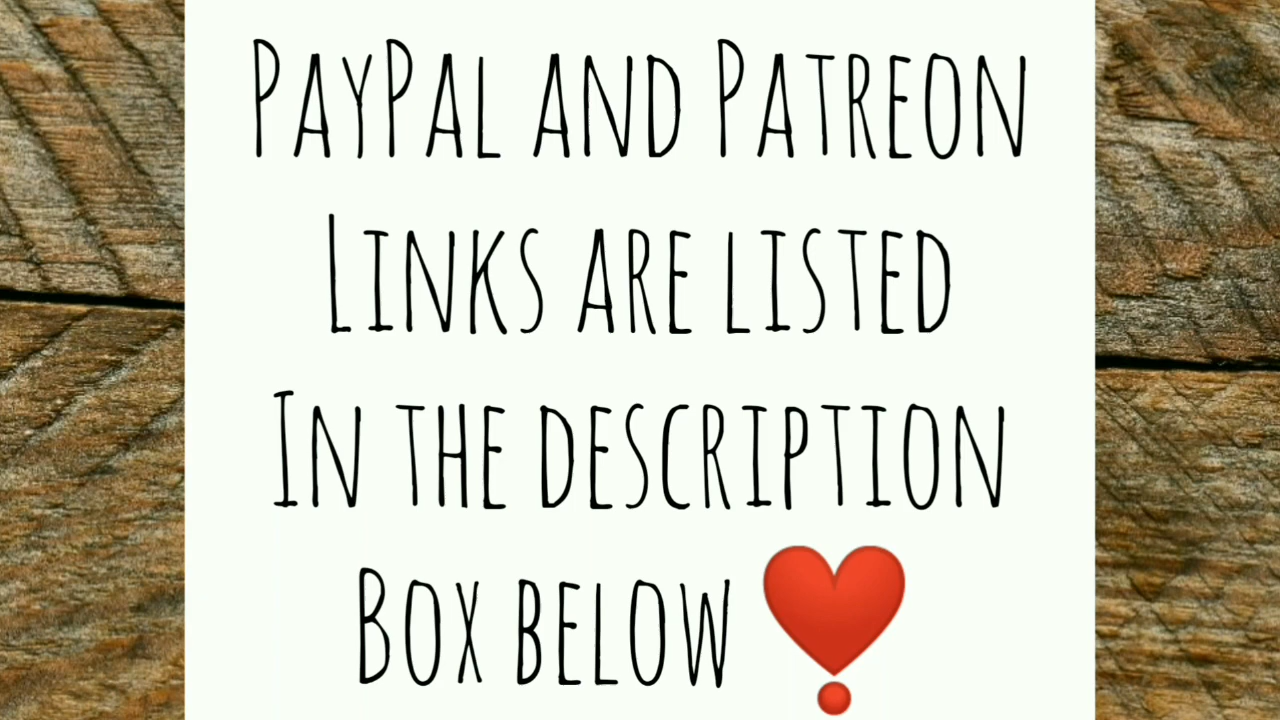 PayPal and Patreon
Links are listed
In the description
Box below ❣